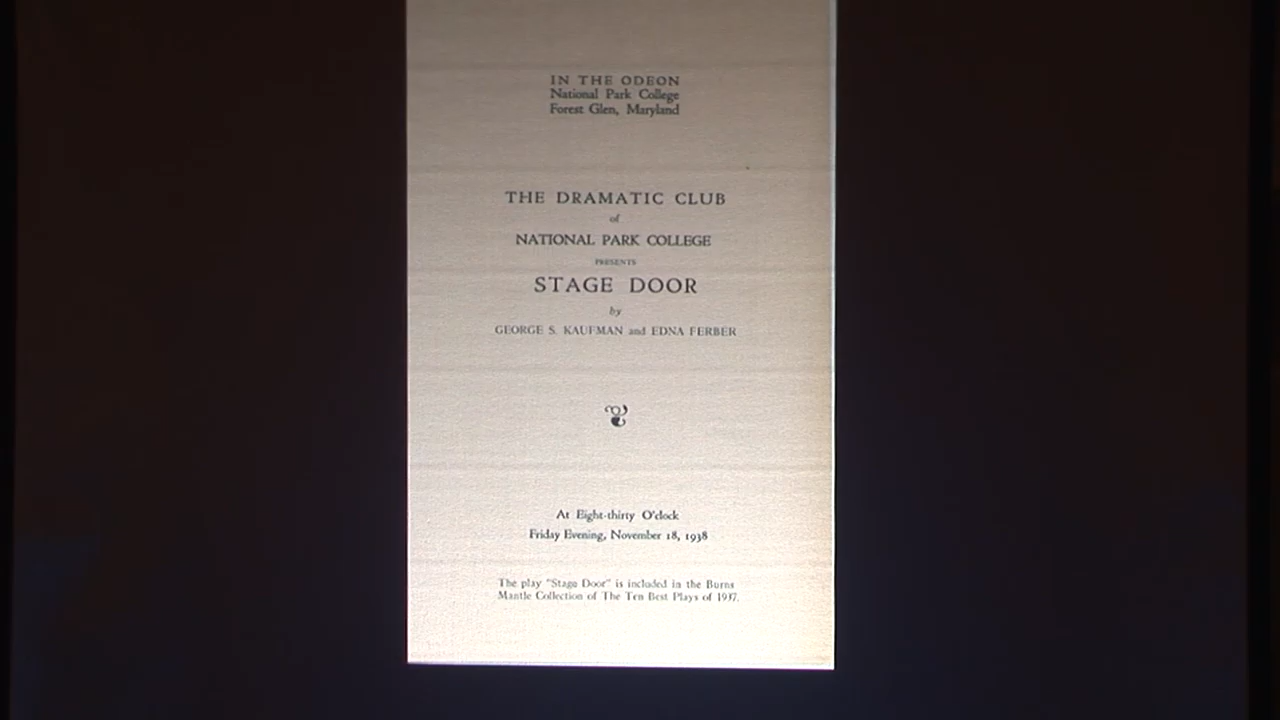 IN THE ODEON
National Park College
Forest Glen, Maryland
THE DRAMATIC CLUB
of
NATIONAL PARK COLLEGE
PRESENTS
STAGE DOOR
by
GEORGE S. KAUFMAN and EDNA FERBER
At Eight-thirty O'clock
Friday Evening, November 18, 1938
The play "Stage Door" is included in the Burns
Mantle Collection of The Ten Best Plays of 1937.